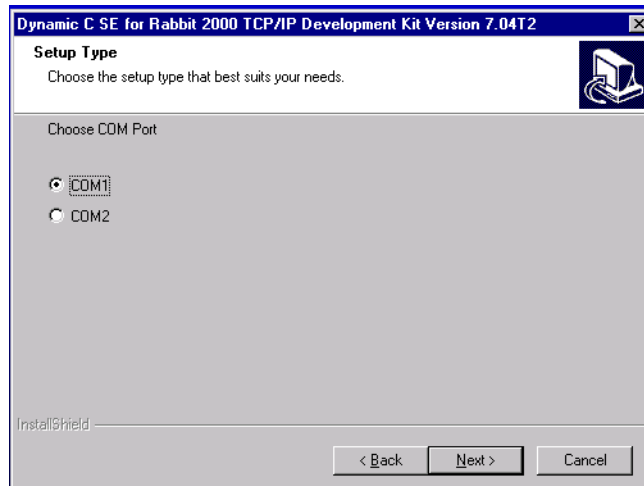 Dynamic C SE for Rabbit 2000 TCP/IP Development Kit Version 7.04T2
Setup Type
Choose the setup type that best suits your needs.
Choose COM Port
COM1
COM2
InstallShield
< Back
Next >
Cancel